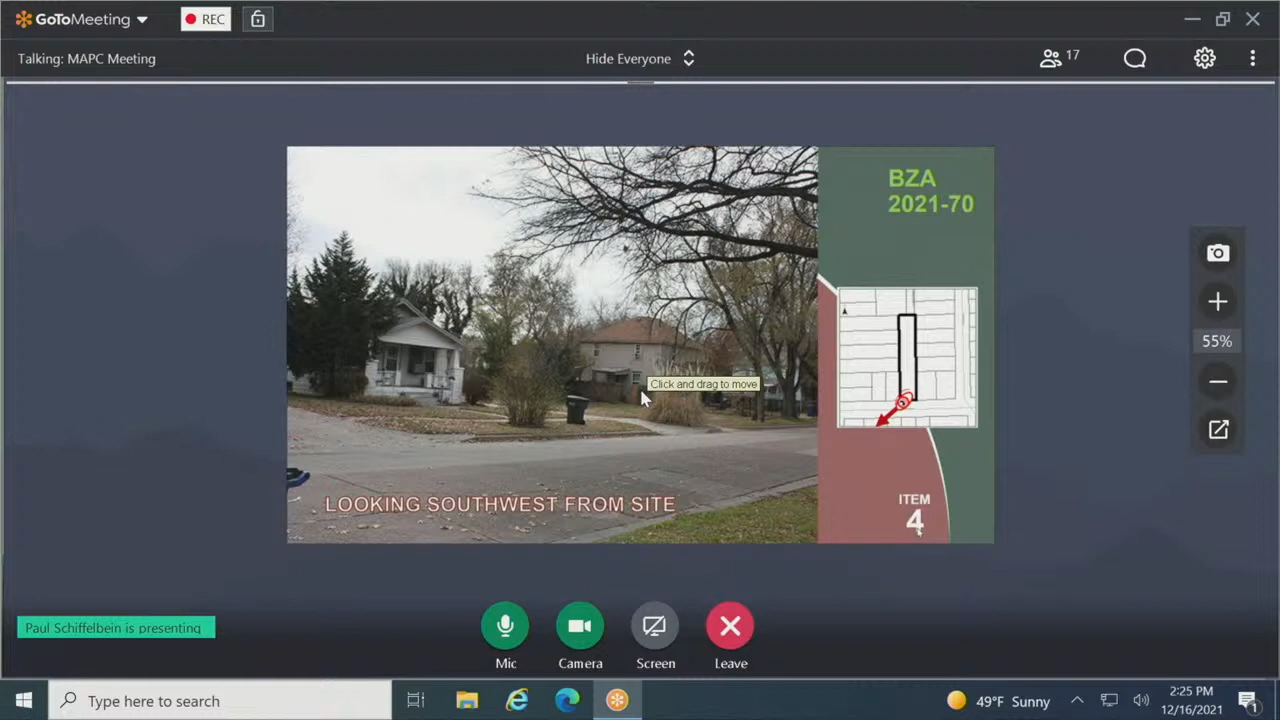 GoToMeeting
REC
Talking: MAPC Meeting
Hide Everyone
17
BZA
2021-70
55%
Click and drag to move
LOOKING SOUTHWEST FROM SITE
ITEM
4
Paul Schiffelbein is presenting
Mic
Camera
Screen
Leave
Type here to search
49°F Sunny
2:25 PM
12/16/2021
1